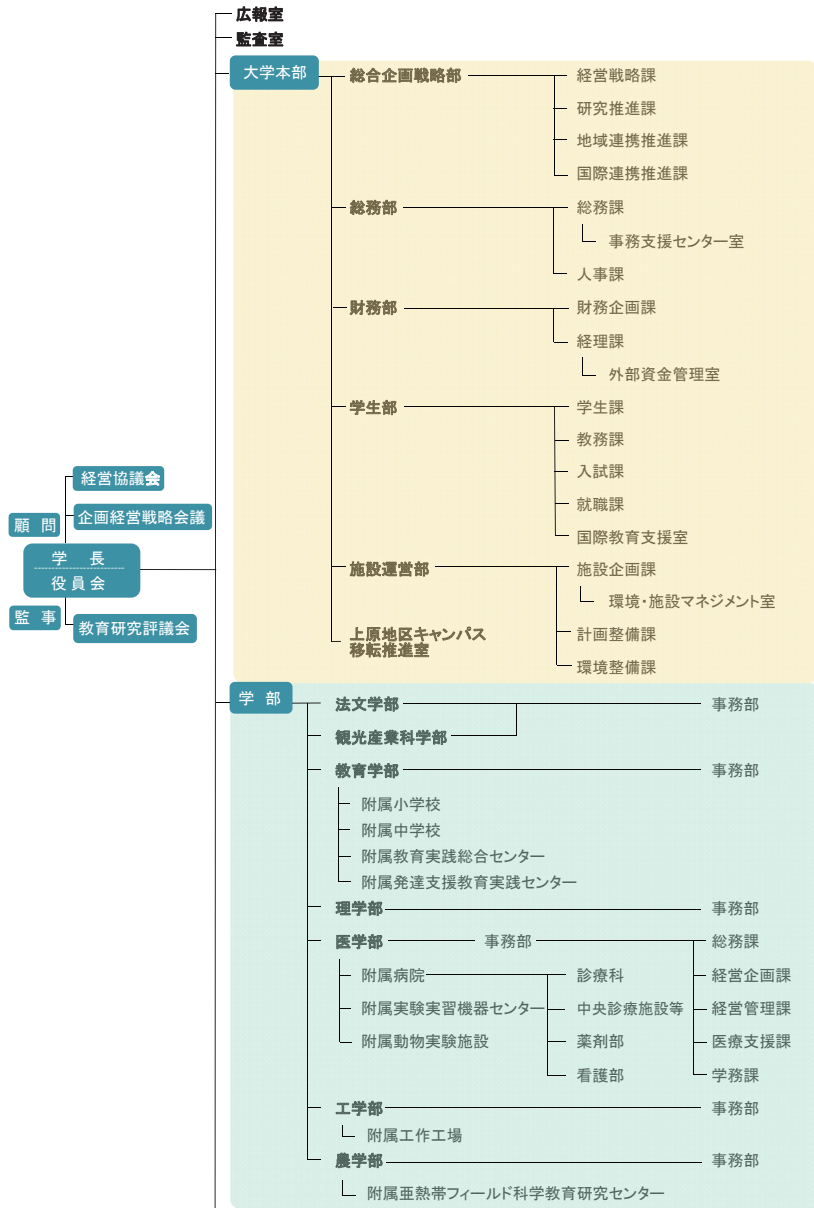 広報室
監査室
大学本部
総合企画戦略部
経営戦略課
研究推進課
地域連携推進課
国際連携推進課
総務部
総務課
事務支援センター室
人事課
財務部
財務企画課
経理課
外部資金管理室
学生部
学生課
教務課
入試課
就職課
国際教育支援室
経営協議会
企画経営戦略会議
顧 問
学 長
役員会
監 事
教育研究評議会
施設運営部
施設企画課
環境・施設マネジメント室
計画整備課
環境整備課
上原地区キャンパス
移転推進室
学 部
法文学部
事務部
観光産業科学部
教育学部
事務部
附属小学校
附属中学校
附属教育実践総合センター
附属発達支援教育実践センター
理学部
事務部
医学部
事務部
総務課
経営企画課
経営管理課
医療支援課
学務課
附属病院
診療科
中央診療施設等
薬剤部
看護部
附属実験実習機器センター
附属動物実験施設
工学部
事務部
附属工作工場
農学部
事務部
附属亜熱帯フィールド科学教育研究センター